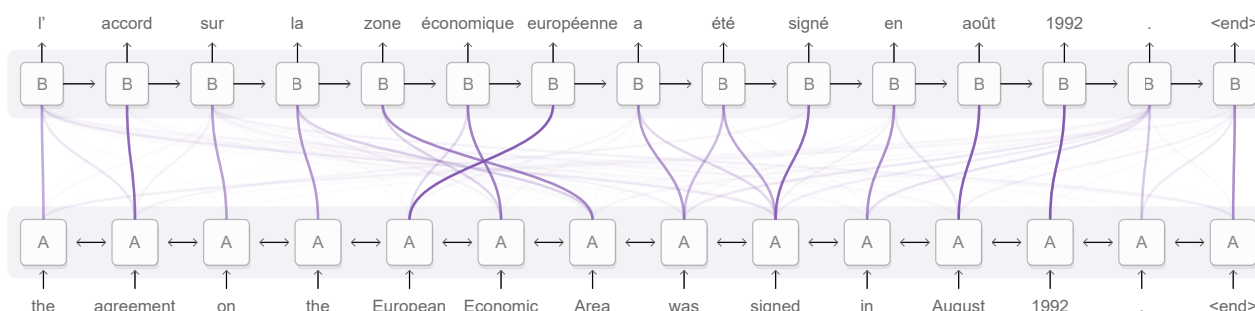 l' accord sur la zone économique européenne a été signé en août 1992 . <end>
B B B B B B B B B B B B B B B
A A A A A A A A A A A A A A
the agreement on the European Economic Area was signed in August 1992 . <end>